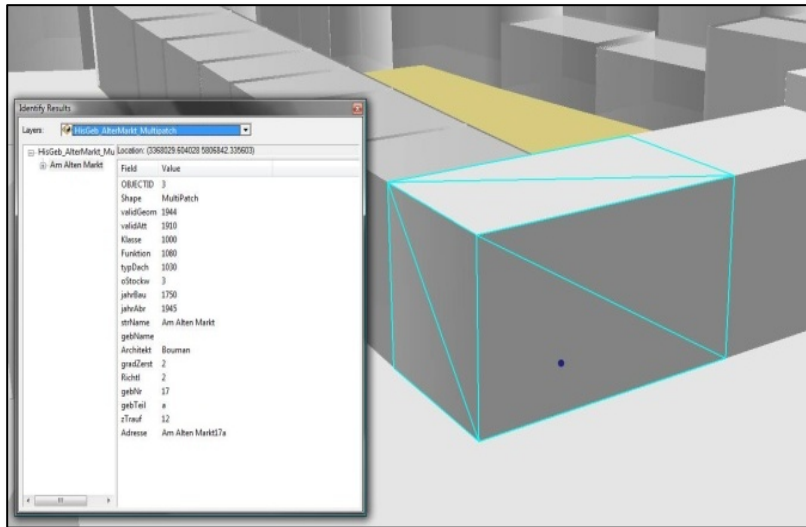 Identify Results
Layers: HisGeb_AlterMarkt_Multipatch
HisGeb_AlterMarkt_Mu
Am Alten Markt
Location: (3368029.604028 5806842.335603)
Field Value
OBJECTID 3
Shape MultiPatch
validGeom 1944
validAtt 1910
Klasse 1000
Funktion 1080
typDach 1030
oStockw 3
jahrBau 1750
jahrAbr 1945
strName Am Alten Markt
gebName
Architekt Bouman
gradZerst 2
Richtl 2
gebNr 17
gebTeil a
zTrauf 12
Adresse Am Alten Markt17a